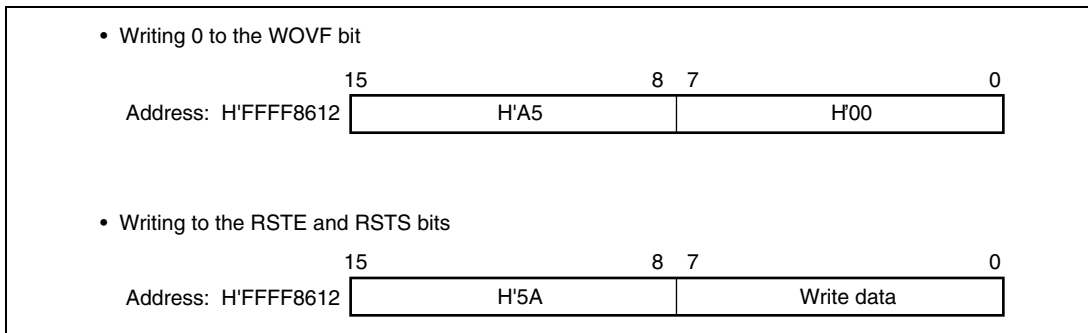 • Writing 0 to the WOVF bit
15 8 7 0
Address: H'FFFF8612 H'A5 H'00
• Writing to the RSTE and RSTS bits
15 8 7 0
Address: H'FFFF8612 H'5A Write data